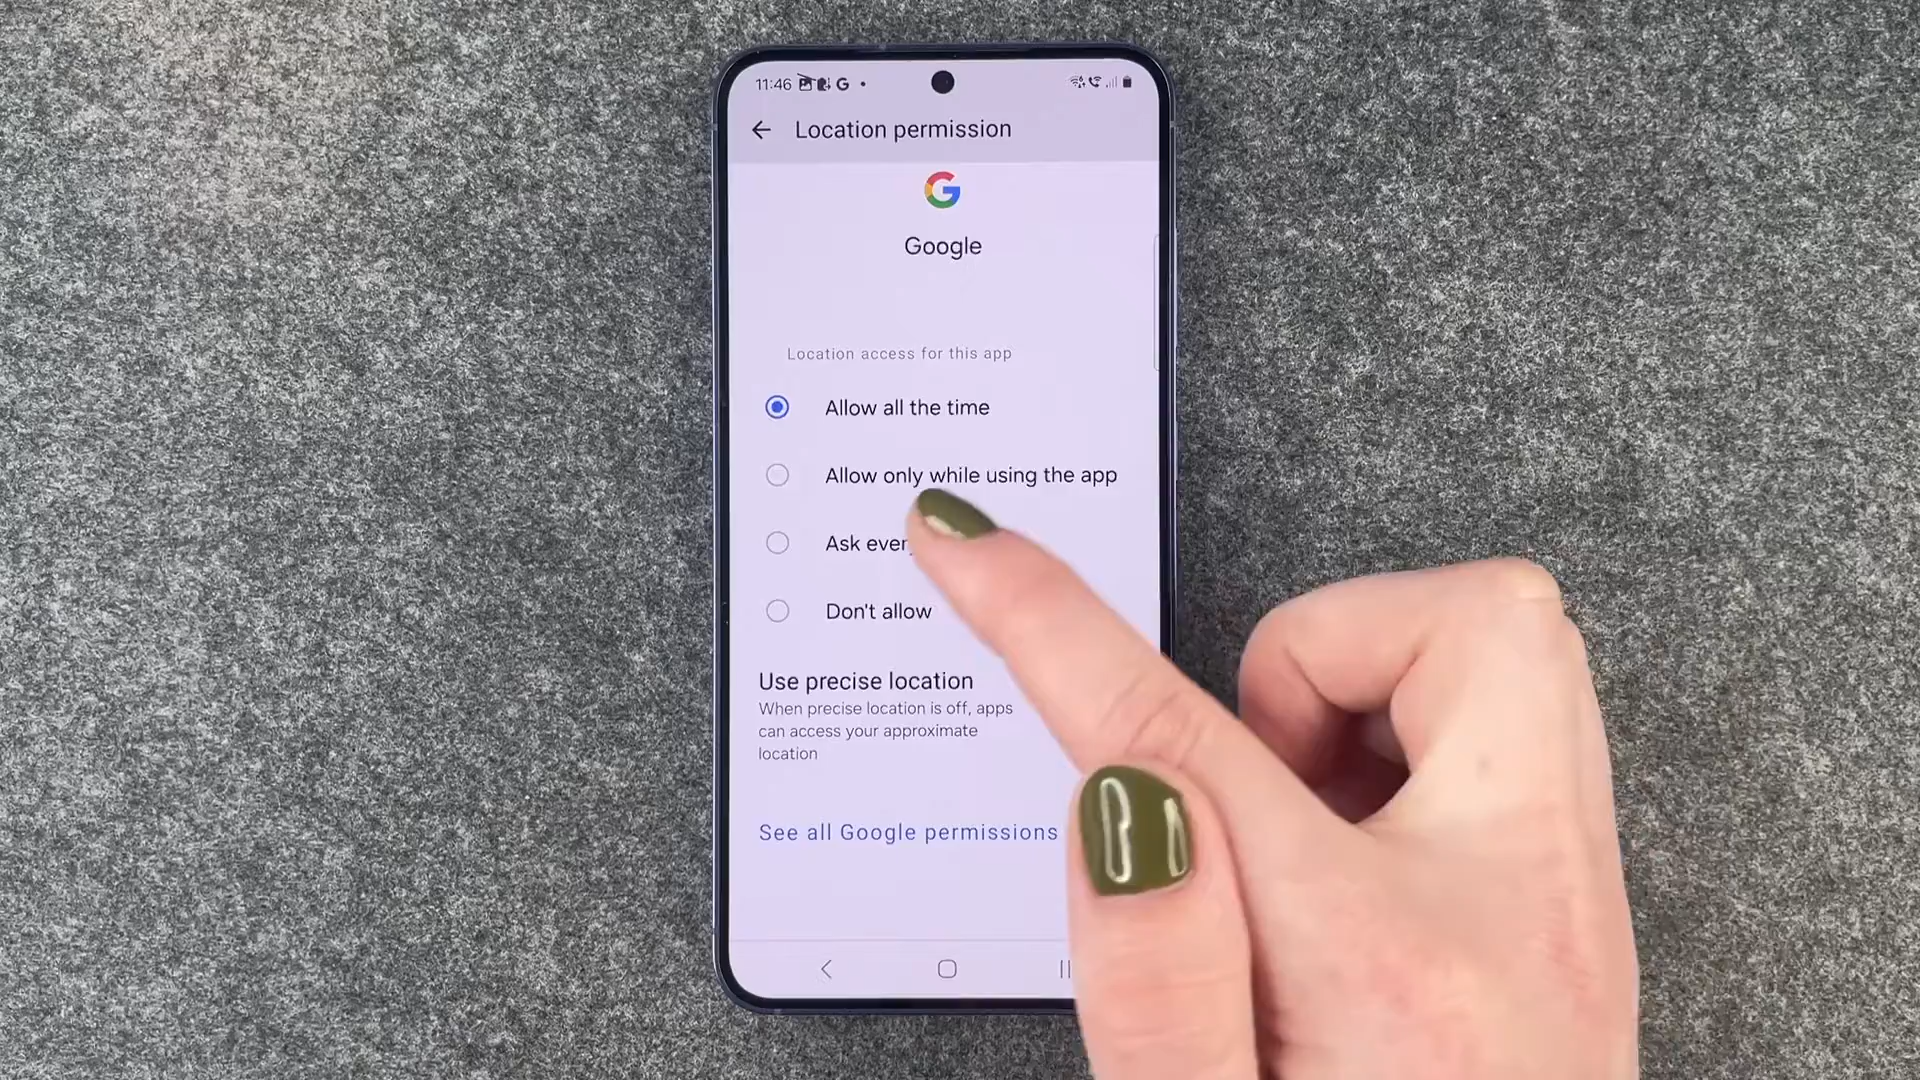 11:46
Location permission
Google
Location access for this app
Allow all the time
Allow only while using the app
Ask
Don't allow
Use precise location
When precise location is off, apps
can access your approximate
location
See all Google permissions